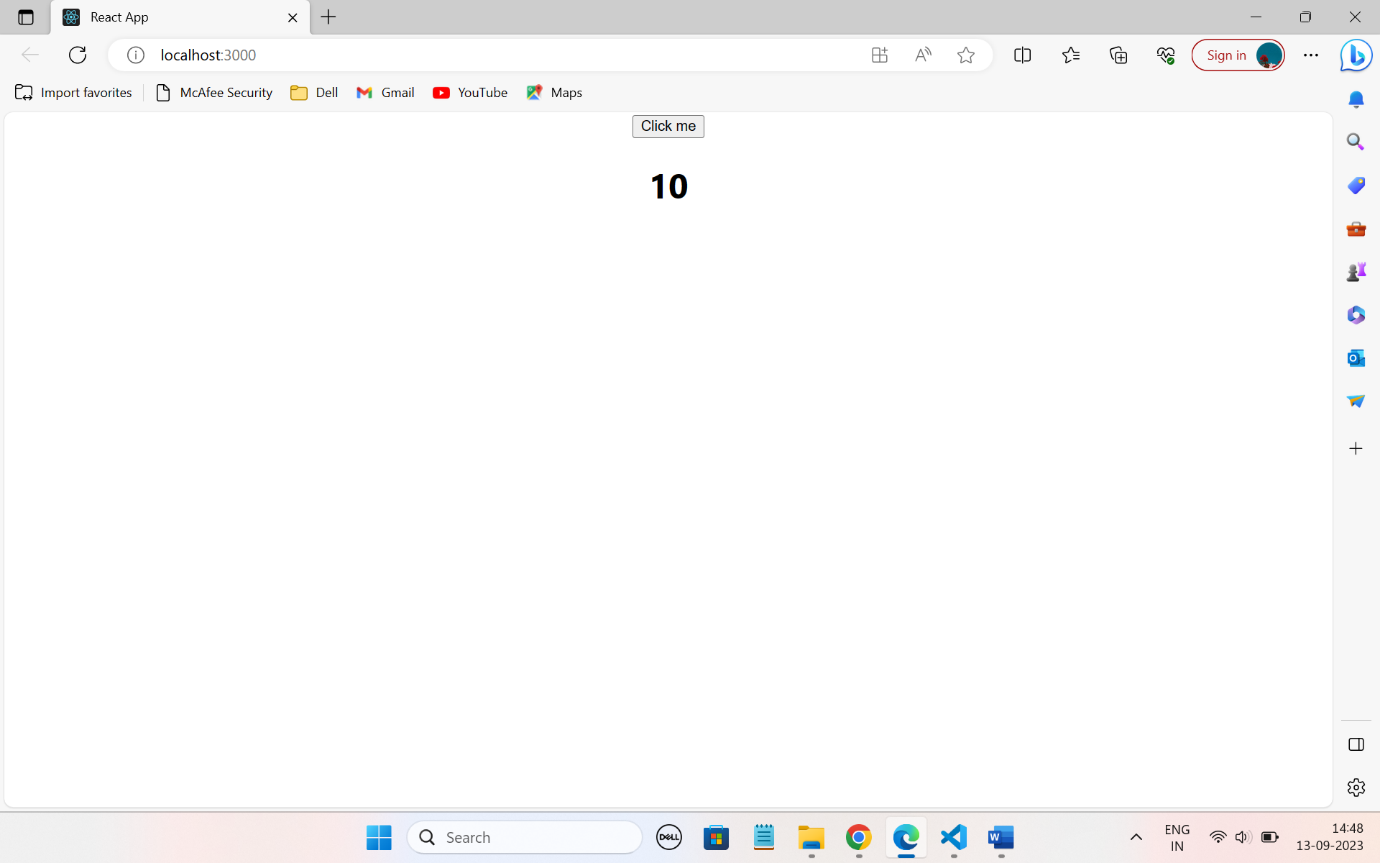 React App
localhost:3000
Sign in
Import favorites
McAfee Security
Dell
Gmail
YouTube
Maps
Click me
10
Search
DELL
ENG
IN
14:48
13-09-2023